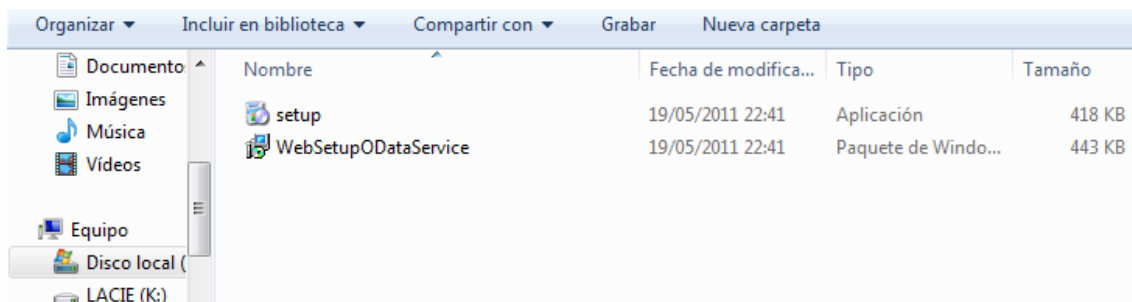 Organizar Incluir en biblioteca Compartir con Grabar Nueva carpeta
Documento
Imágenes
Música
Vídeos
Equipo
Disco local (
LACIE (K:)
Nombre Fecha de modifica... Tipo Tamaño
setup 19/05/2011 22:41 Aplicación 418 KB
WebSetupODataService 19/05/2011 22:41 Paquete de Windo... 443 KB